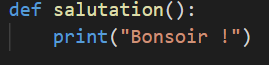 def salutation():
    print("Bonsoir !")